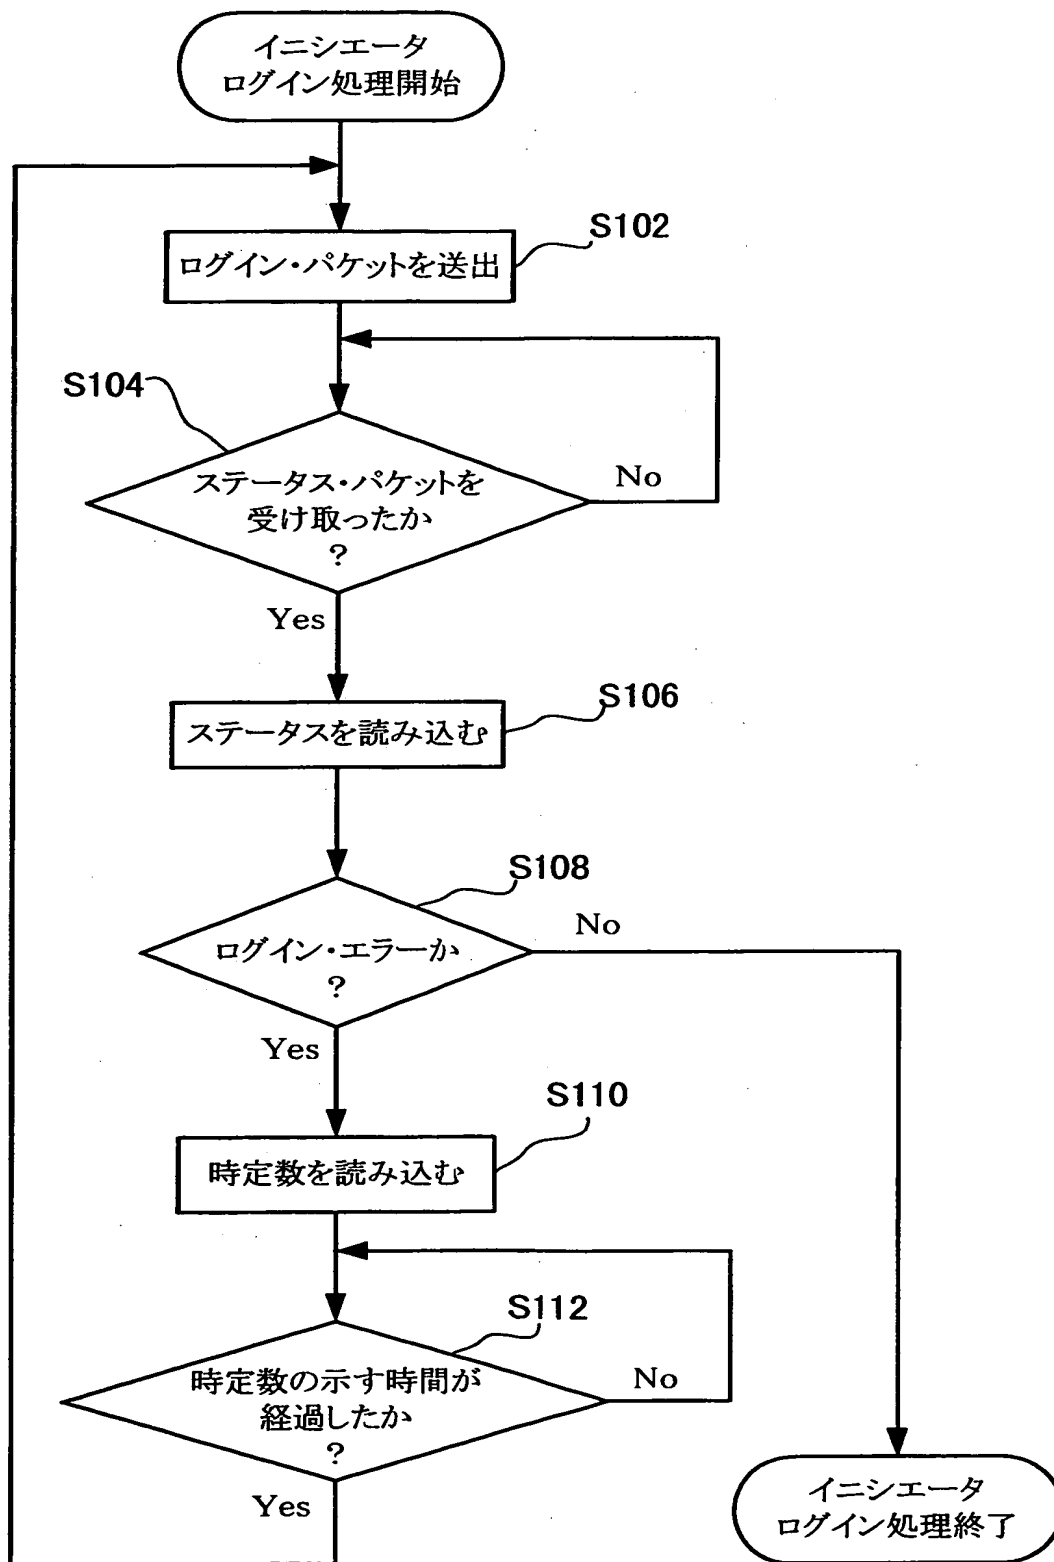 イニシエータ
ログイン処理開始
S102
ログイン・パケットを送出
S104
ステータス・パケットを
受け取ったか
?
No
Yes
S106
ステータスを読み込む
S108
ログイン・エラーか
?
No
Yes
S110
時定数を読み込む
S112
時定数の示す時間が
経過したか
?
No
Yes
イニシエータ
ログイン処理終了